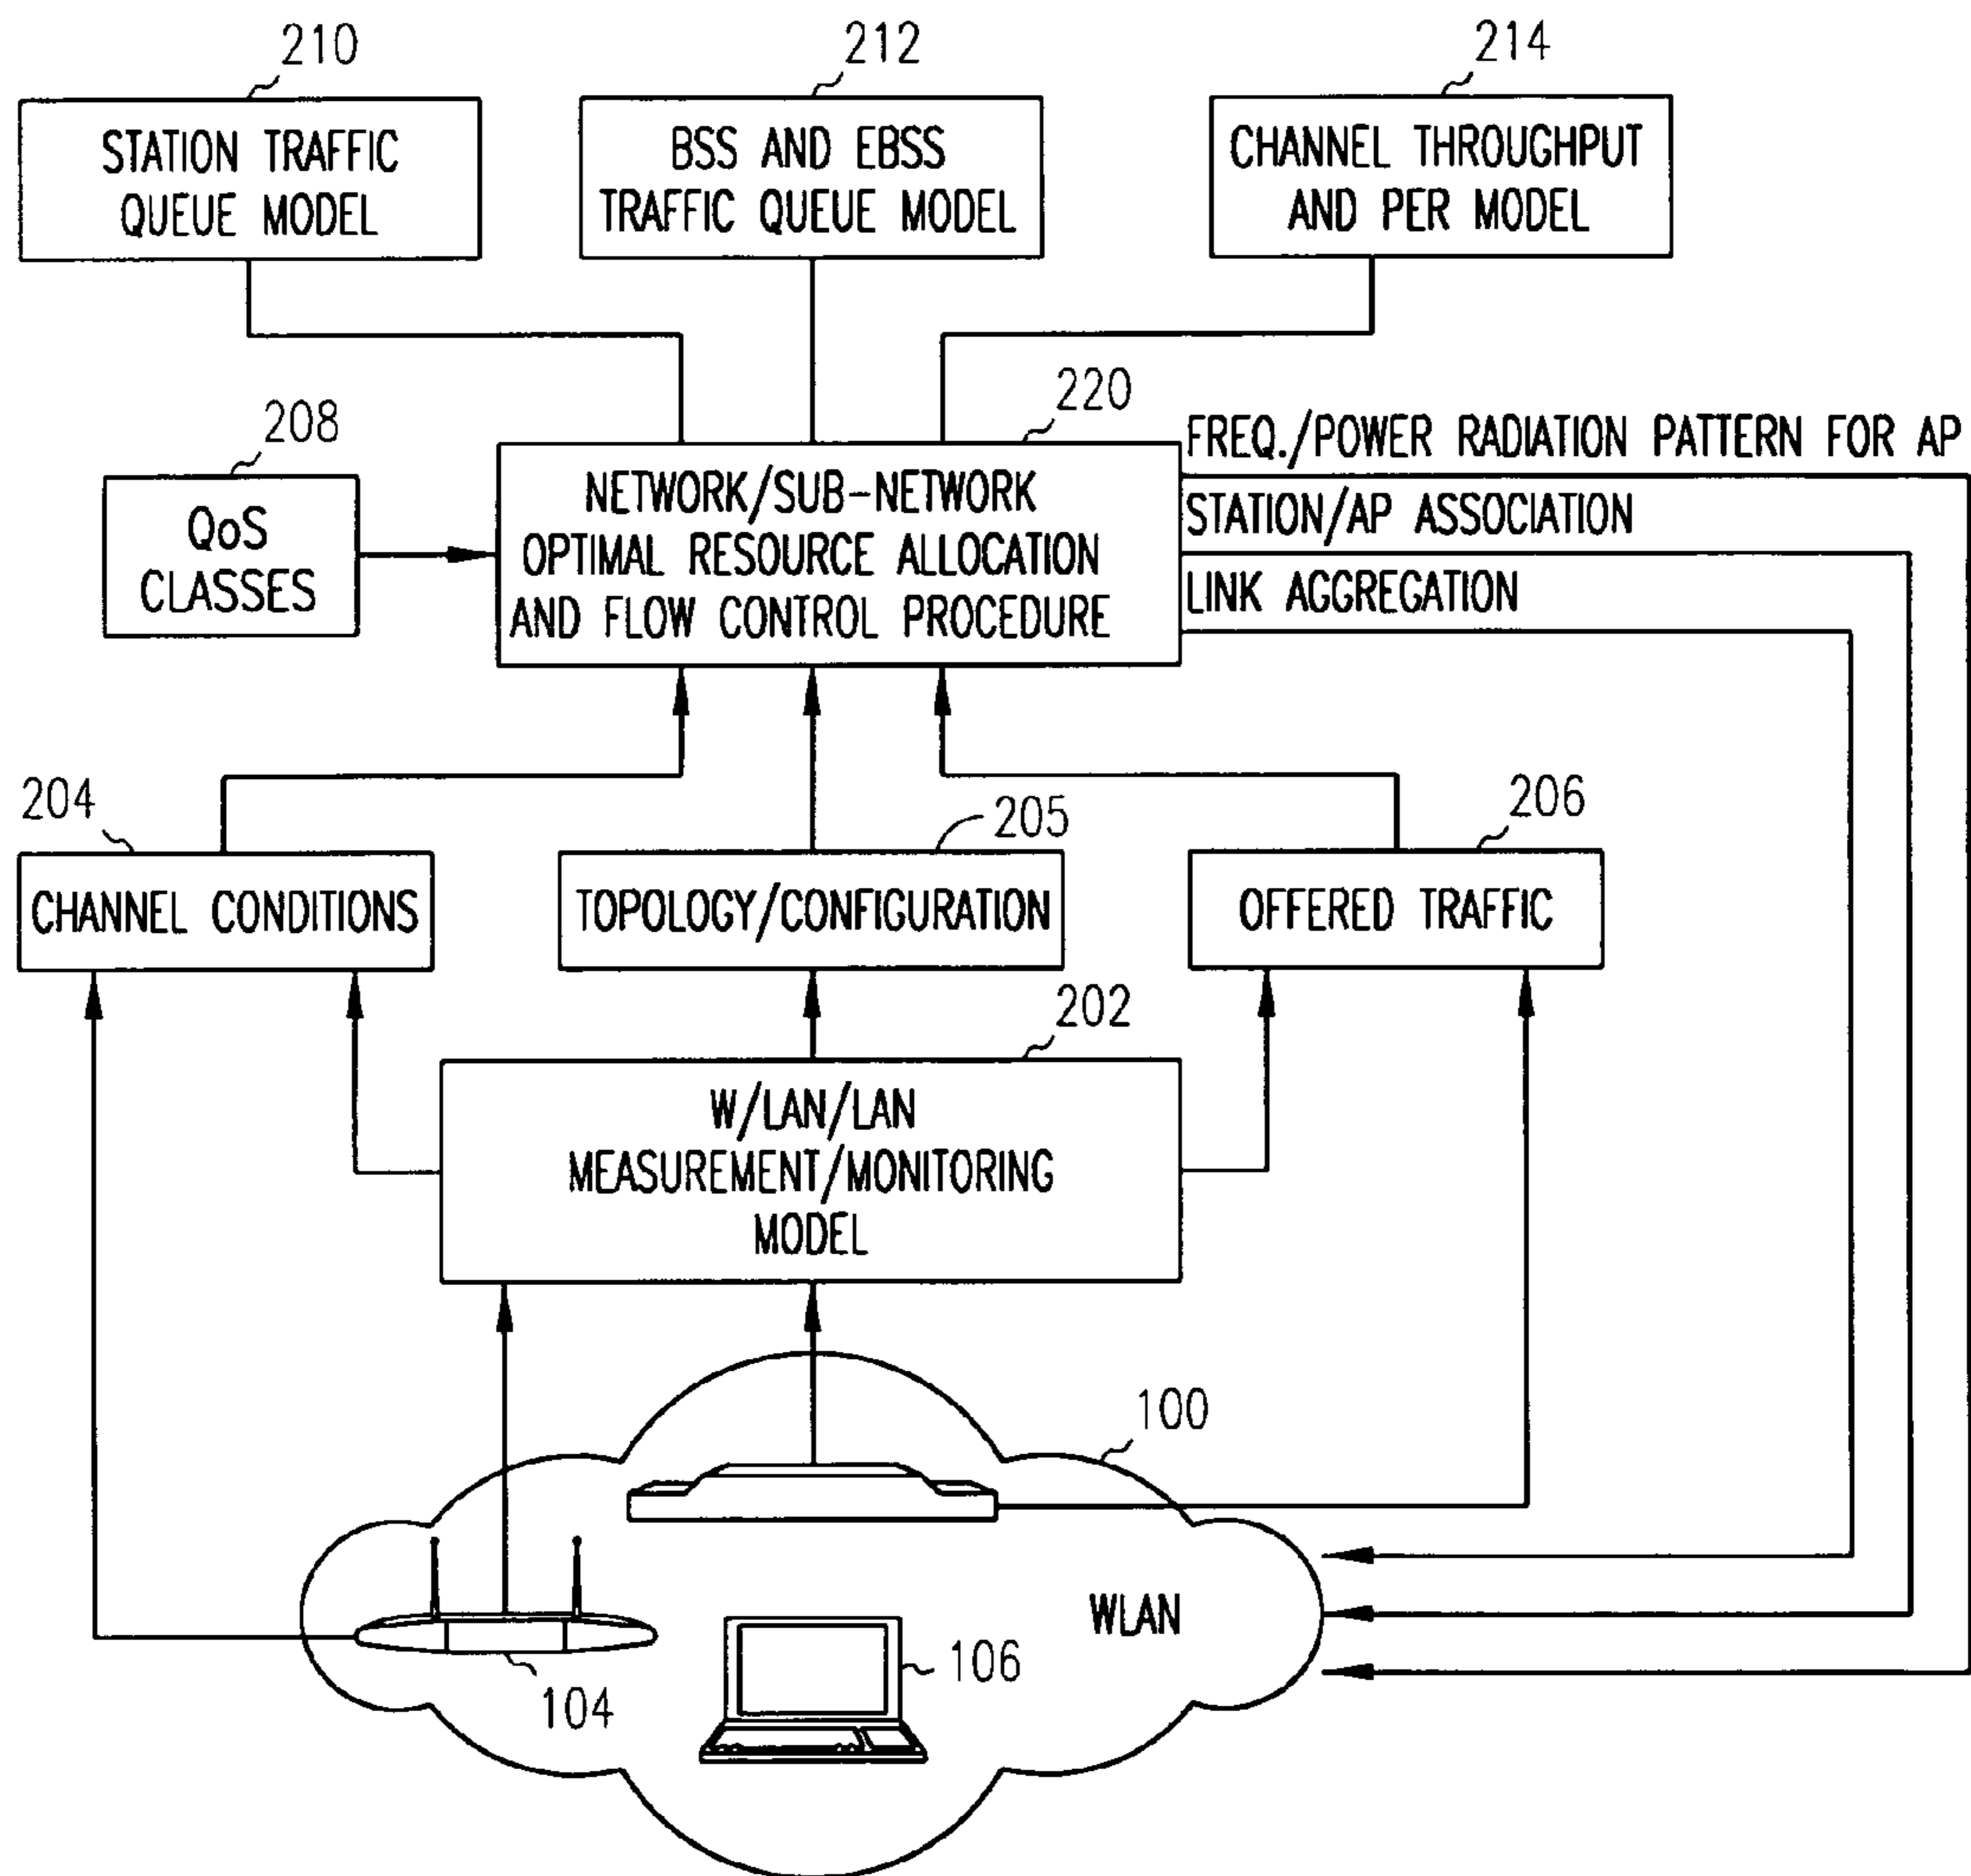 210
212
214
STATION TRAFFIC
QUEUE MODEL
BSS AND EBSS
TRAFFIC QUEUE MODEL
CHANNEL THROUGHPUT
AND PER MODEL
208
220
QoS
CLASSES
NETWORK/SUB-NETWORK
OPTIMAL RESOURCE ALLOCATION
AND FLOW CONTROL PROCEDURE
FREQ./POWER RADIATION PATTERN FOR AP
STATION/AP ASSOCIATION
LINK AGGREGATION
204
205
206
CHANNEL CONDITIONS
TOPOLOGY/CONFIGURATION
OFFERED TRAFFIC
202
W/LAN/LAN
MEASUREMENT/MONITORING
MODEL
100
WLAN
104
106